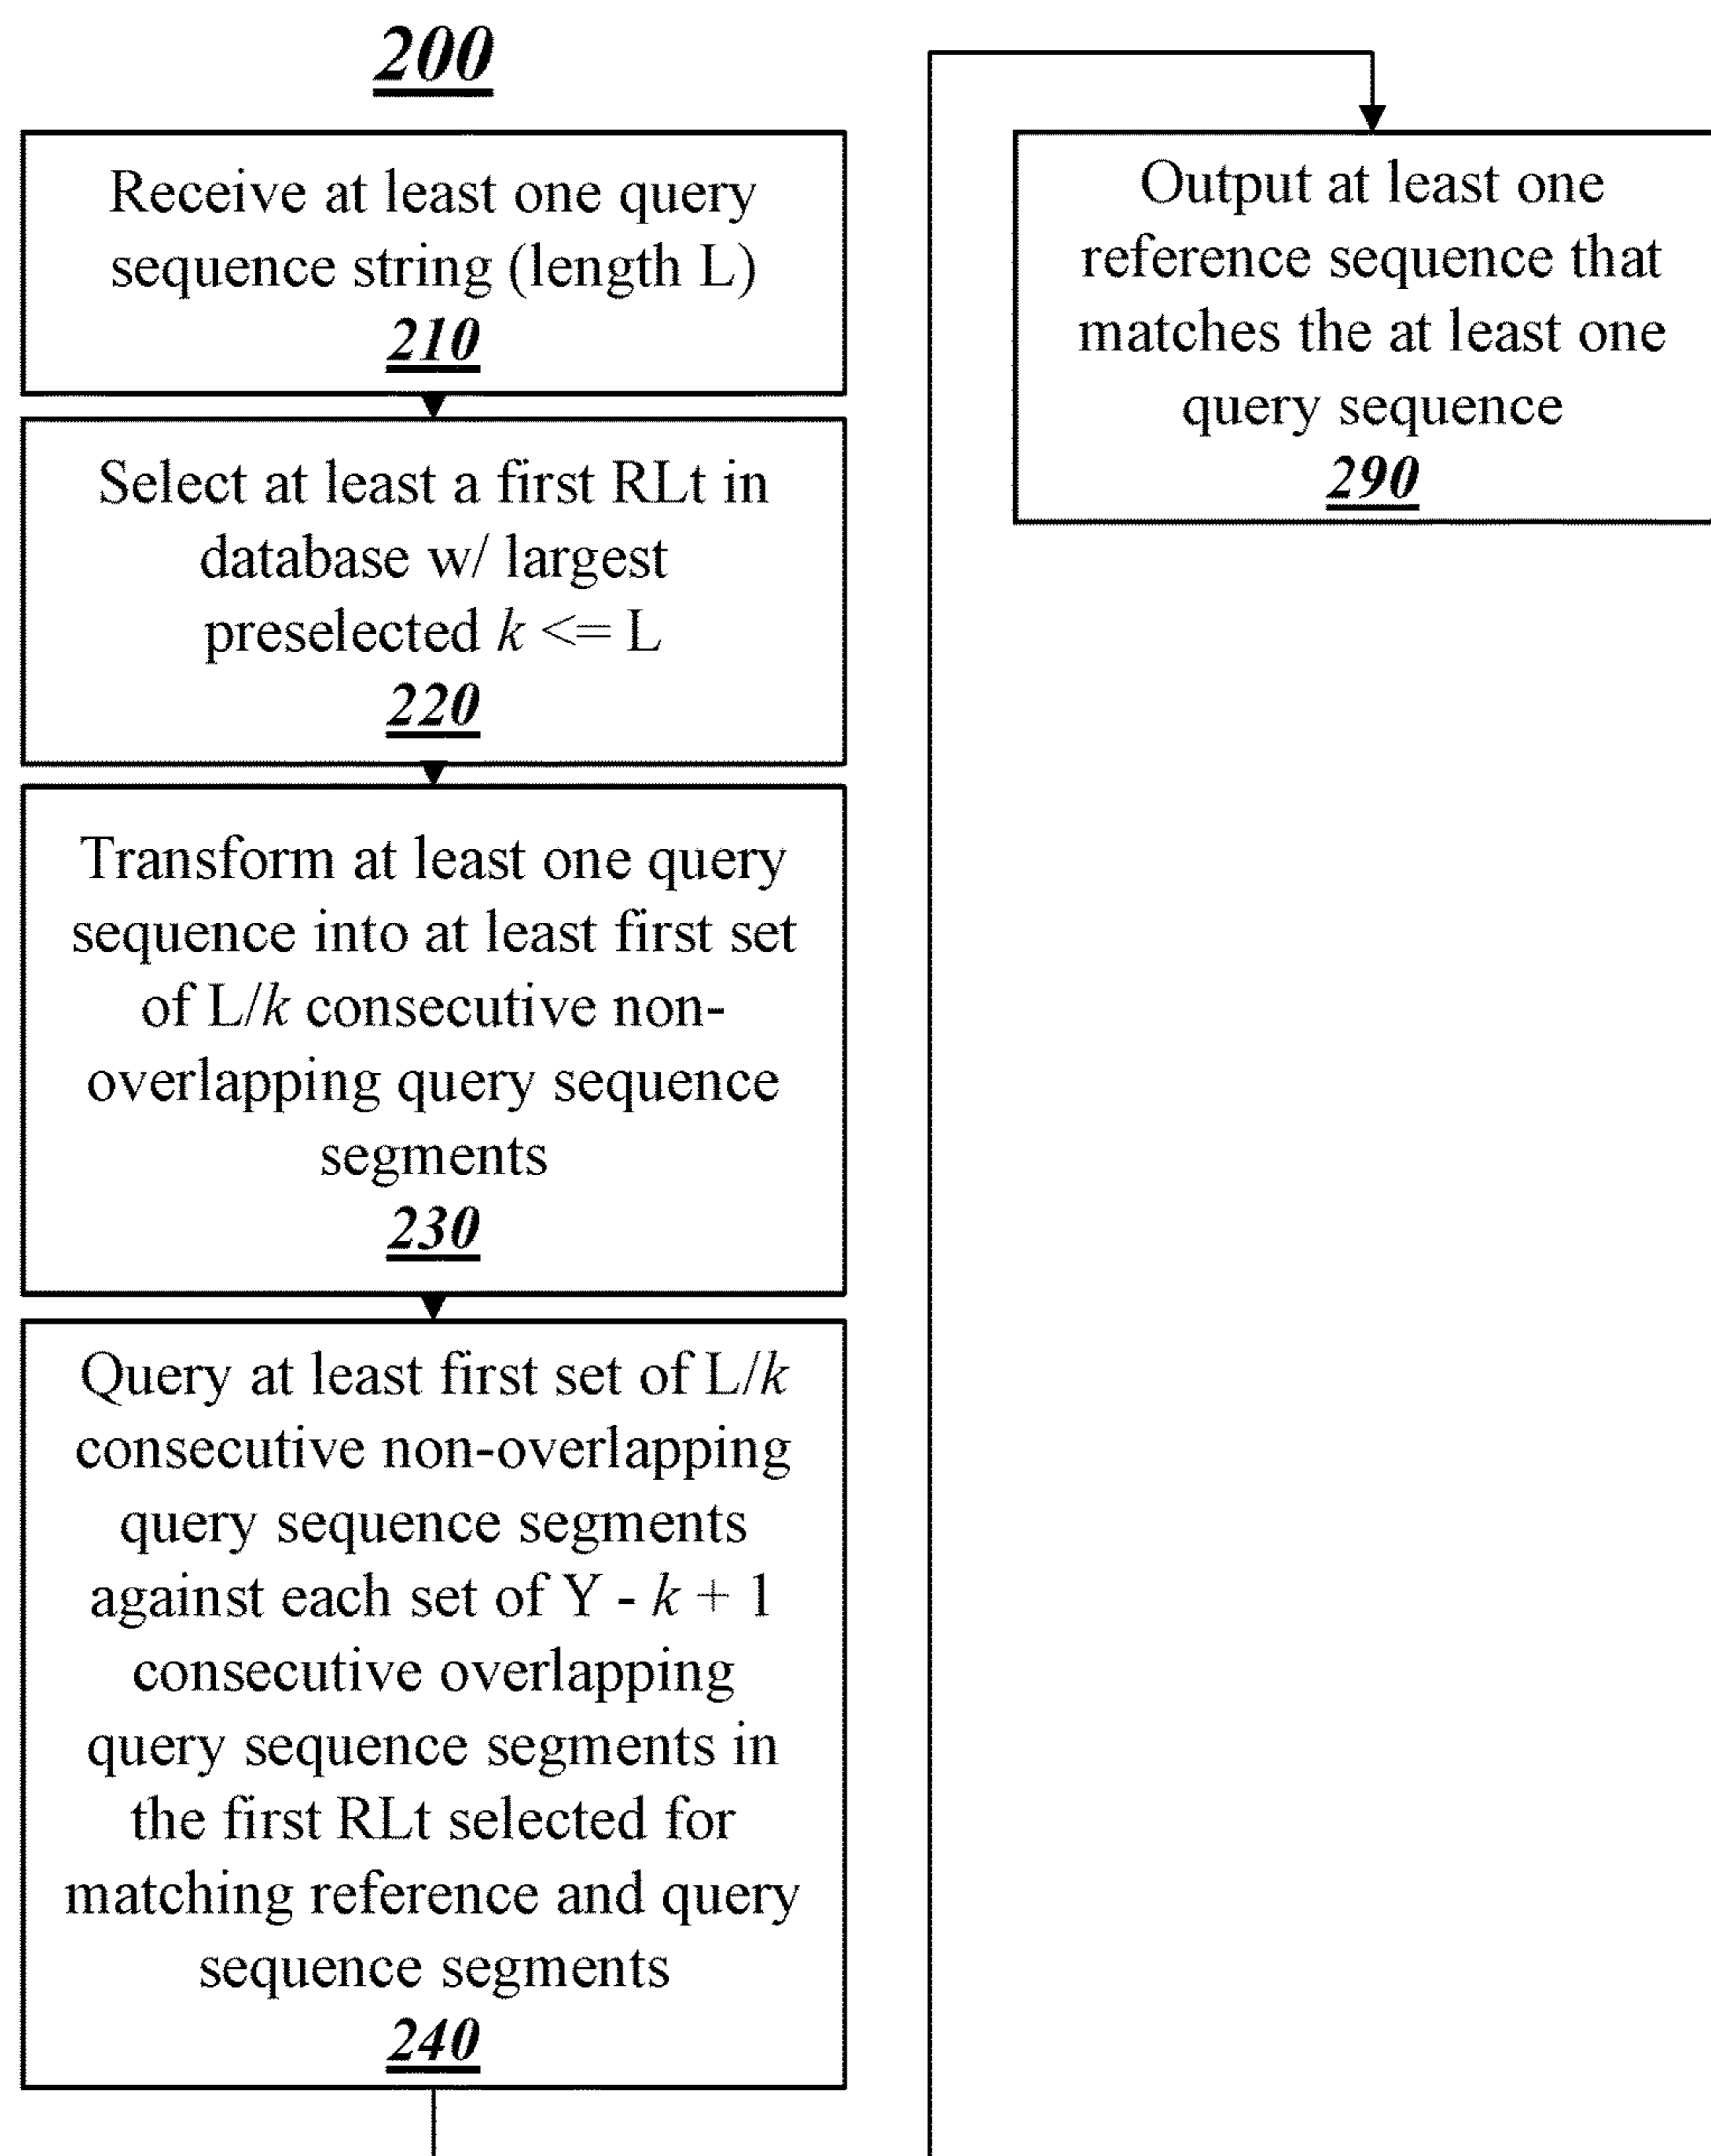 200
Receive at least one query
sequence string (length L)
210
Select at least a first RLt in
database w/ largest
preselected k <= L
220
Transform at least one query
sequence into at least first set
of L/k consecutive non-
overlapping query sequence
segments
230
Query at least first set of L/k
consecutive non-overlapping
query sequence segments
against each set of Y - k + 1
consecutive overlapping
query sequence segments in
the first RLt selected for
matching reference and query
sequence segments
240
Output at least one
reference sequence that
matches the at least one
query sequence
290